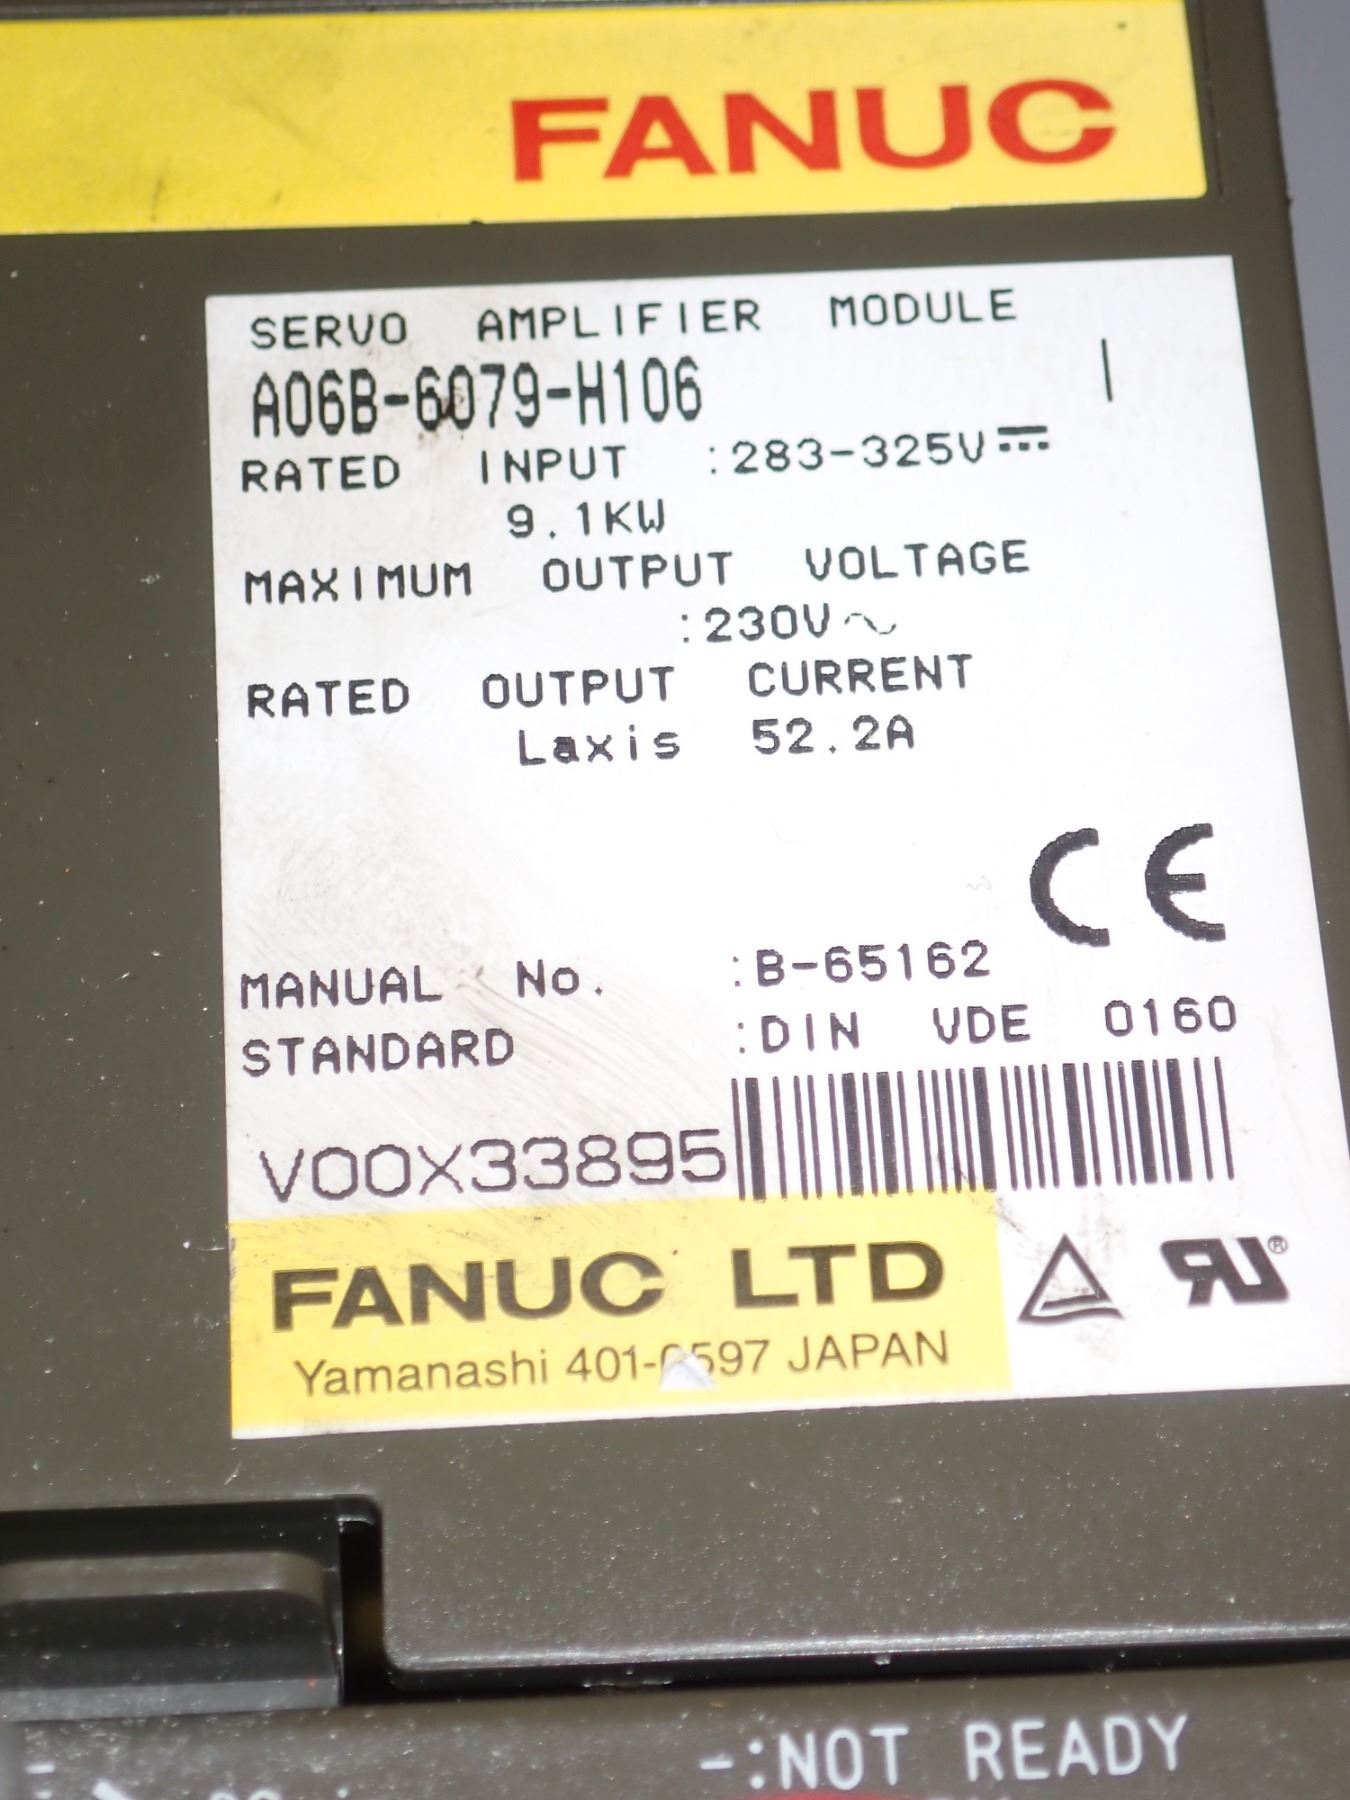 FANUC
SERVO AMPLIFIER MODULE
A06B-6079-H106 I
RATED INPUT :283-325V⎓
9.1KW
MAXIMUM OUTPUT VOLTAGE
:230V~
RATED OUTPUT CURRENT
Laxis 52.2A
CE
MANUAL No. :B-65162
STANDARD :DIN VDE 0160
V00X33895
FANUC LTD
Yamanashi JAPAN
-:NOT READY